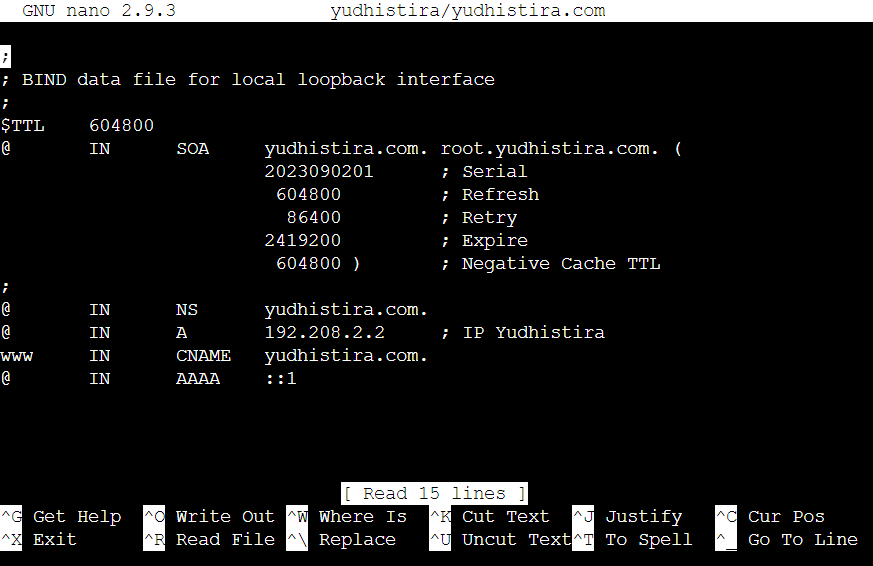 GNU nano 2.9.3 yudhistira/yudhistira.com
;
; BIND data file for local loopback interface
;
$TTL 604800
@ IN SOA yudhistira.com. root.yudhistira.com. (
2023090201 ; Serial
604800 ; Refresh
86400 ; Retry
2419200 ; Expire
604800 ) ; Negative Cache TTL
;
@ IN NS yudhistira.com.
@ IN A 192.208.2.2 ; IP Yudhistira
www IN CNAME yudhistira.com.
@ IN AAAA ::1
[ Read 15 lines ]
^G Get Help ^O Write Out ^W Where Is ^K Cut Text ^J Justify ^C Cur Pos
^X Exit ^R Read File ^\ Replace ^U Uncut Text^T To Spell ^_ Go To Line